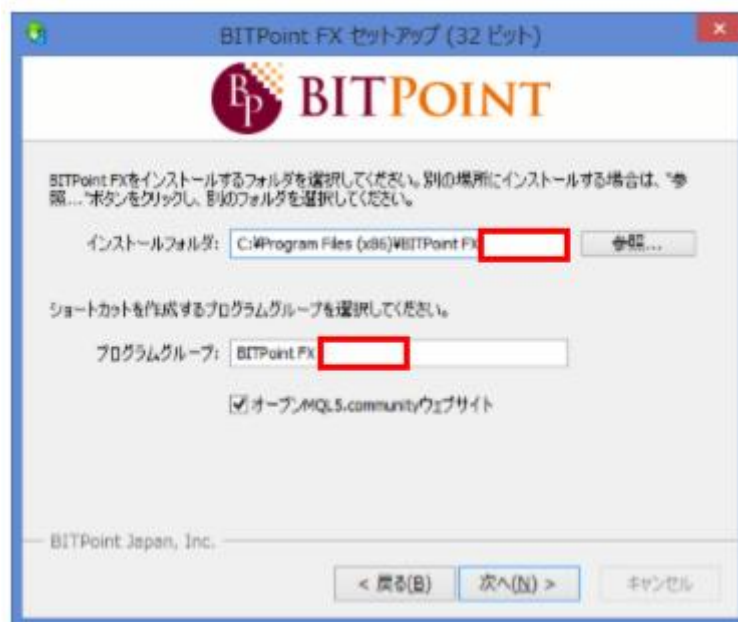 BITPoint FX セットアップ (32 ビット)
BP BITPOINT
BITPoint FXをインストールするフォルダを選択してください。別の場所にインストールする場合は、"参
照..."ボタンをクリックし、別のフォルダを選択してください。
インストールフォルダ: C:¥Program Files (x86)¥BITPoint FX 参照...
ショートカットを作成するプログラムグループを選択してください。
プログラムグループ: BITPoint FX
オープンMQL5.communityウェブサイト
BITPoint Japan, Inc.
< 戻る(B) 次へ(N) > キャンセル